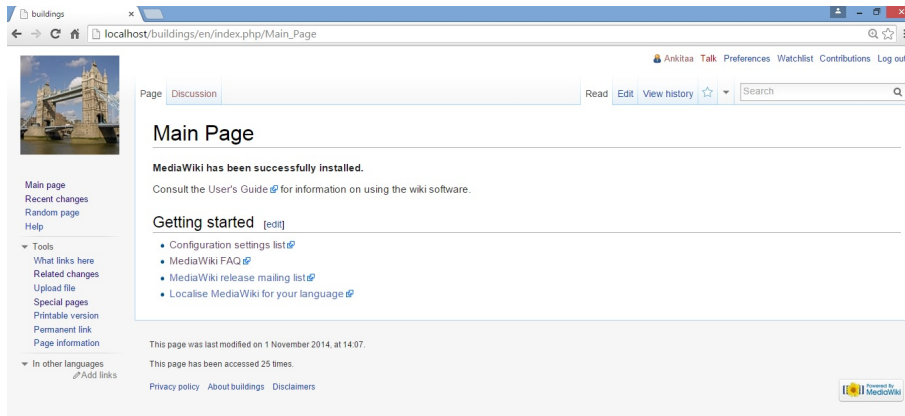 buildings
localhost/buildings/en/index.php/Main_Page
Ankitaa Talk Preferences Watchlist Contributions Log out
Page Discussion Read Edit View history Search
Main Page
MediaWiki has been successfully installed.
Consult the User's Guide for information on using the wiki software.
Getting started [edit]
Configuration settings list
MediaWiki FAQ
MediaWiki release mailing list
Localise MediaWiki for your language
Main page
Recent changes
Random page
Help
Tools
What links here
Related changes
Upload file
Special pages
Printable version
Permanent link
Page information
In other languages
Add links
This page was last modified on 1 November 2014, at 14:07.
This page has been accessed 25 times.
Privacy policy About buildings Disclaimers
Powered By
MediaWiki